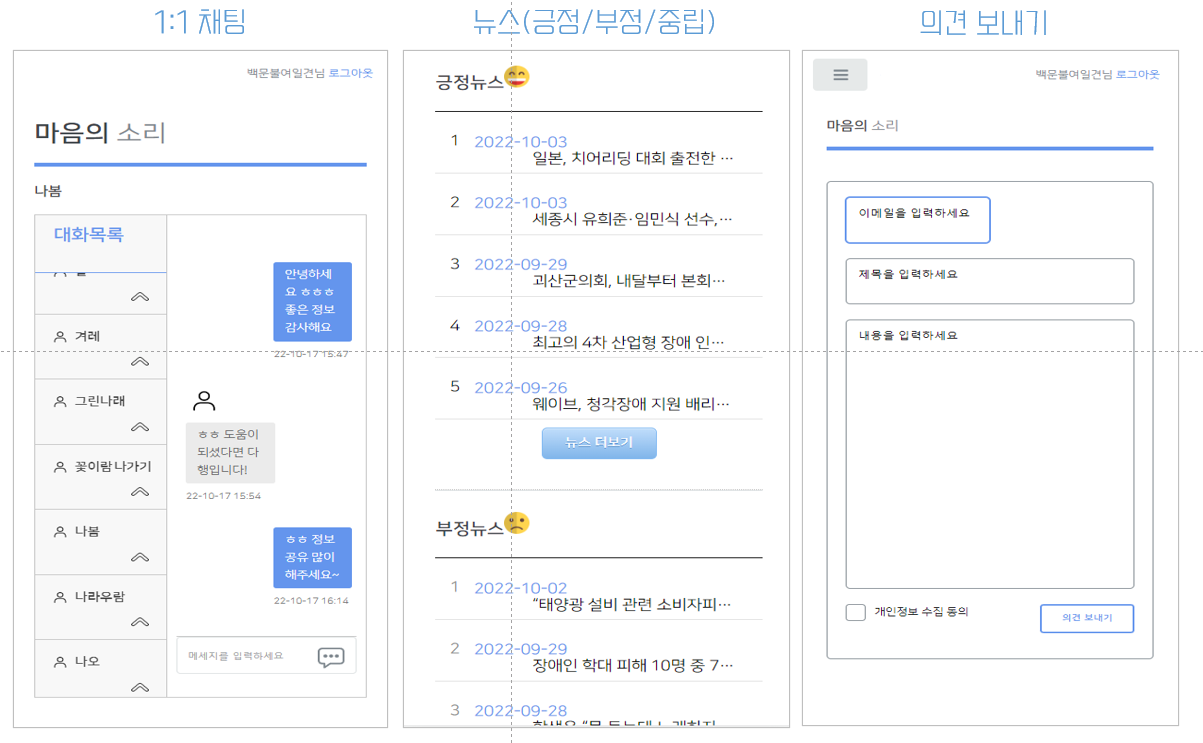 1:1 채팅
백문불여일견님 로그아웃
마음의 소리
나봄
대화목록
겨레
그린나래
꽃이람 나가기
나봄
나라우람
나오
안녕하세
요 ㅎㅎㅎ
좋은 정보
감사해요
22-10-17 15:47
ㅎㅎ 도움이
되셨다면 다
행입니다!
22-10-17 15:54
ㅎㅎ 정보
공유 많이
해주세요~
22-10-17 16:14
메세지를 입력하세요
뉴스(긍정/부정/중립)
긍정뉴스
1 2022-10-03
일본, 치어리딩 대회 출전한 …
2 2022-10-03
세종시 유희준·임민식 선수,…
3 2022-09-29
괴산군의회, 내달부터 본회…
4 2022-09-28
최고의 4차 산업형 장애 인…
5 2022-09-26
웨이브, 청각장애 지원 배리…
뉴스 더보기
부정뉴스
1 2022-10-02
“태양광 설비 관련 소비자피…
2 2022-09-29
장애인 학대 피해 10명 중 7…
3 2022-09-28
의견 보내기
백문불여일견님 로그아웃
마음의 소리
이메일을 입력하세요
제목을 입력하세요
내용을 입력하세요
개인정보 수집 동의
의견 보내기